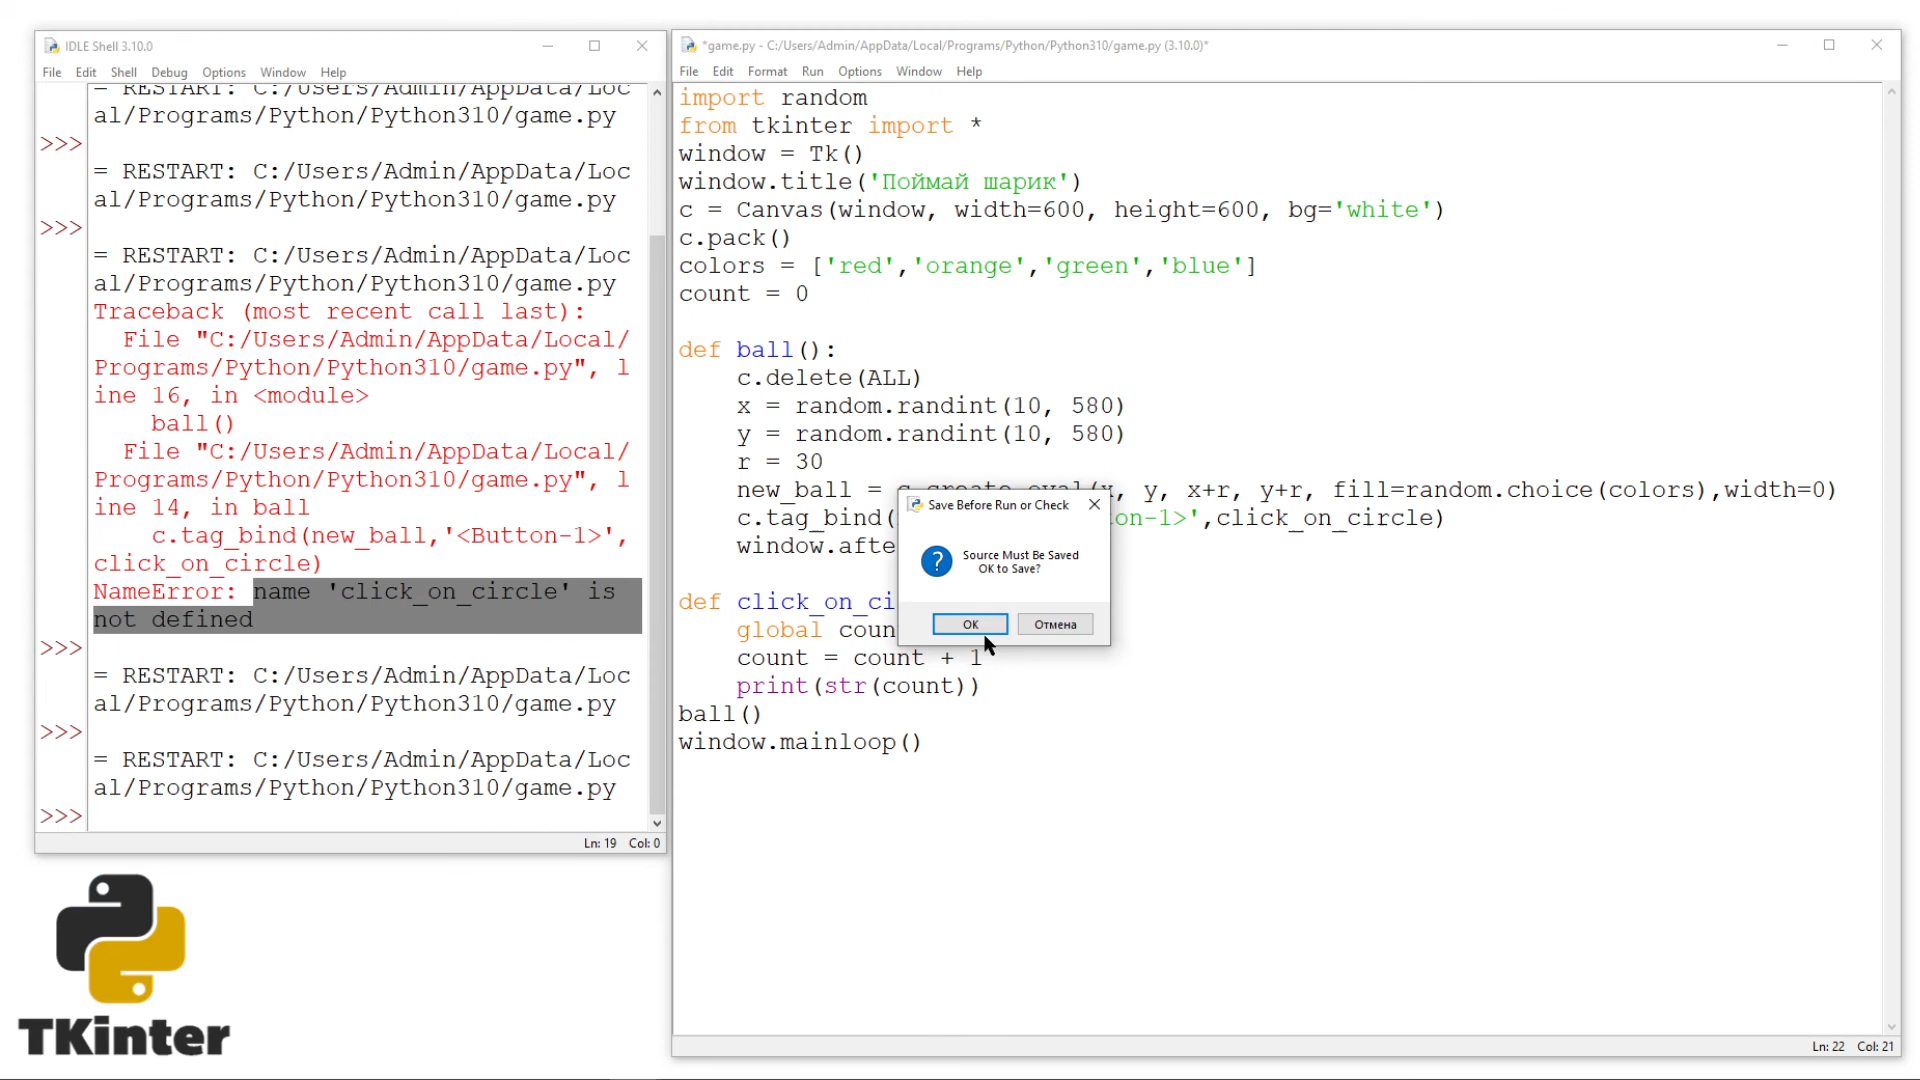 IDLE Shell 3.10.0
File Edit Shell Debug Options Window Help
= RESTART: C:/Users/Admin/AppData/Loc
al/Programs/Python/Python310/game.py
>>>
= RESTART: C:/Users/Admin/AppData/Loc
al/Programs/Python/Python310/game.py
>>>
= RESTART: C:/Users/Admin/AppData/Loc
al/Programs/Python/Python310/game.py
Traceback (most recent call last):
  File "C:/Users/Admin/AppData/Local/
Programs/Python/Python310/game.py", l
ine 16, in <module>
    ball()
  File "C:/Users/Admin/AppData/Local/
Programs/Python/Python310/game.py", l
ine 14, in ball
    c.tag_bind(new_ball,'<Button-1>',
click_on_circle)
NameError: name 'click_on_circle' is
not defined
>>>
= RESTART: C:/Users/Admin/AppData/Loc
al/Programs/Python/Python310/game.py
>>>
= RESTART: C:/Users/Admin/AppData/Loc
al/Programs/Python/Python310/game.py
>>>
Ln: 19 Col: 0
TKinter
*game.py - C:/Users/Admin/AppData/Local/Programs/Python/Python310/game.py (3.10.0)*
File Edit Format Run Options Window Help
import random
from tkinter import *
window = Tk()
window.title('Поймай шарик')
c = Canvas(window, width=600, height=600, bg='white')
c.pack()
colors = ['red','orange','green','blue']
count = 0
def ball():
    c.delete(ALL)
    x = random.randint(10, 580)
    y = random.randint(10, 580)
    r = 30
    new_ball = c.create_oval(x, y, x+r, y+r, fill=random.choice(colors),width=0)
    c.tag_bind( on-1>',click_on_circle)
    window.afte
def click_on_ci
    global coun
    count = count + 1
    print(str(count))
ball()
window.mainloop()
Save Before Run or Check
Source Must Be Saved
OK to Save?
OK Отмена
Ln: 22 Col: 21